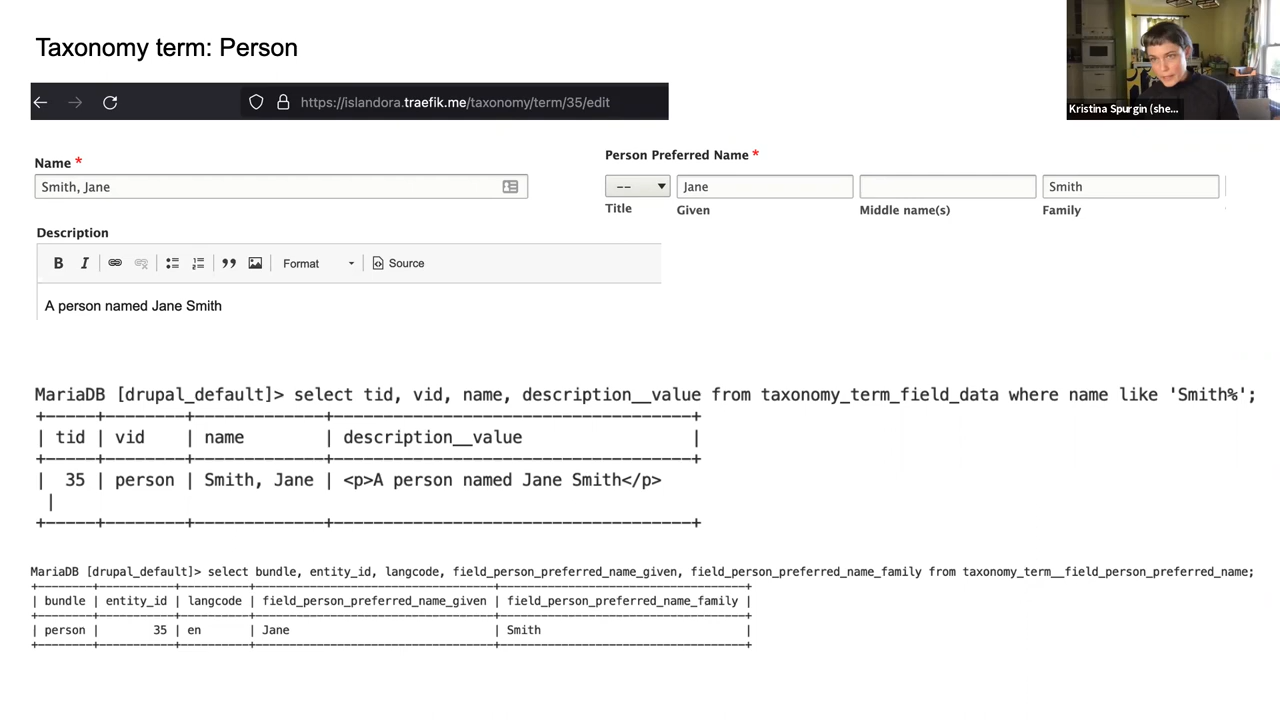 Taxonomy term: Person
Kristina Spurgin (she...
https://islandora.traefik.me/taxonomy/term/35/edit
Name *
Smith, Jane
Person Preferred Name *
-- Jane Smith
Title Given Middle name(s) Family
Description
B I Format Source
A person named Jane Smith
MariaDB [drupal_default]> select tid, vid, name, description__value from taxonomy_term_field_data where name like 'Smith%';
+-----+--------+-------------+-------------------------------------+
| tid | vid    | name        | description__value                  |
+-----+--------+-------------+-------------------------------------+
|  35 | person | Smith, Jane | <p>A person named Jane Smith</p>
 |
+-----+--------+-------------+-------------------------------------+
MariaDB [drupal_default]> select bundle, entity_id, langcode, field_person_preferred_name_given, field_person_preferred_name_family from taxonomy_term__field_person_preferred_name;
+--------+-----------+----------+-----------------------------------+------------------------------------+
| bundle | entity_id | langcode | field_person_preferred_name_given | field_person_preferred_name_family |
+--------+-----------+----------+-----------------------------------+------------------------------------+
| person |        35 | en       | Jane                              | Smith                              |
+--------+-----------+----------+-----------------------------------+------------------------------------+